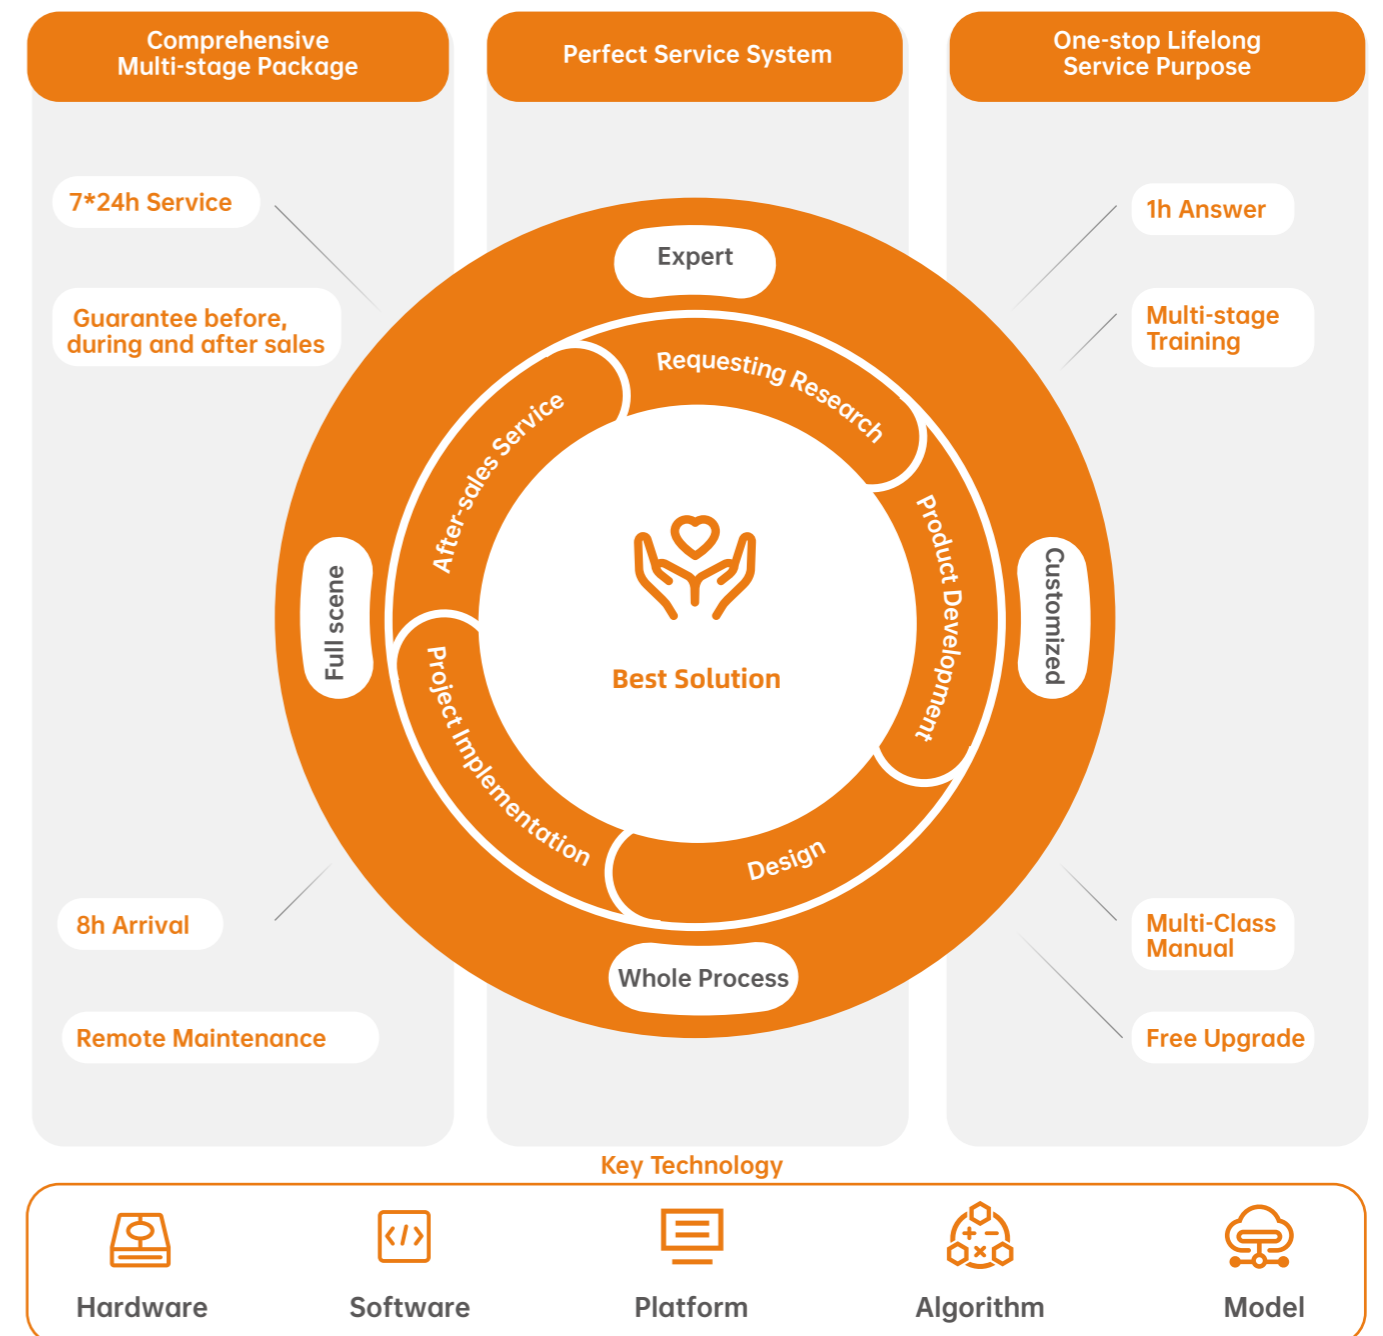 Comprehensive
Multi-stage Package
Perfect Service System
One-stop Lifelong
Service Purpose
7*24h Service
Guarantee before,
during and after sales
8h Arrival
Remote Maintenance
Expert
Customized
Whole Process
Full scene
Requesting Research
Product Development
Design
Project Implementation
After-sales Service
Best Solution
1h Answer
Multi-stage
Training
Multi-Class
Manual
Free Upgrade
Key Technology
Hardware
Software
Platform
Algorithm
Model